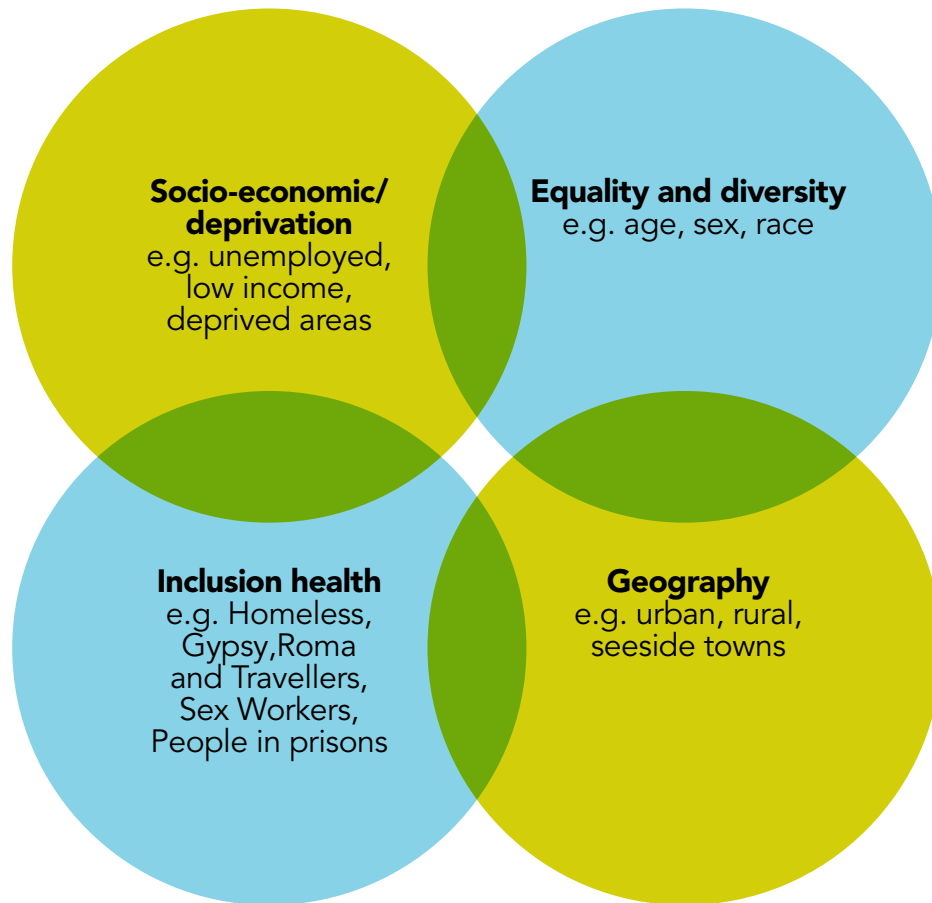 Socio-economic/
deprivation
e.g. unemployed,
low income,
deprived areas
Equality and diversity
e.g. age, sex, race
Inclusion health
e.g. Homeless,
Gypsy,Roma
and Travellers,
Sex Workers,
People in prisons
Geography
e.g. urban, rural,
seeside towns